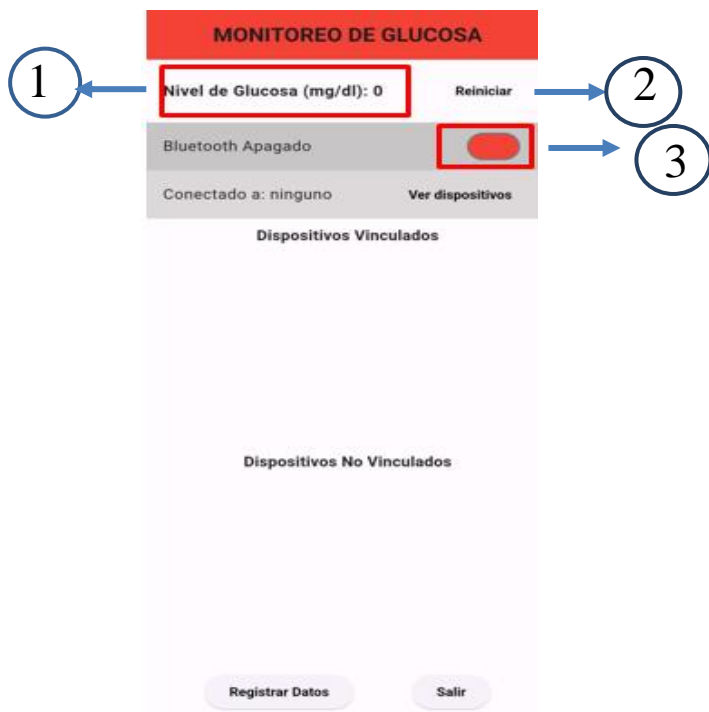 MONITOREO DE GLUCOSA
1
Nivel de Glucosa (mg/dl): 0
Reiniciar
2
Bluetooth Apagado
3
Conectado a: ninguno
Ver dispositivos
Dispositivos Vinculados
Dispositivos No Vinculados
Registrar Datos
Salir